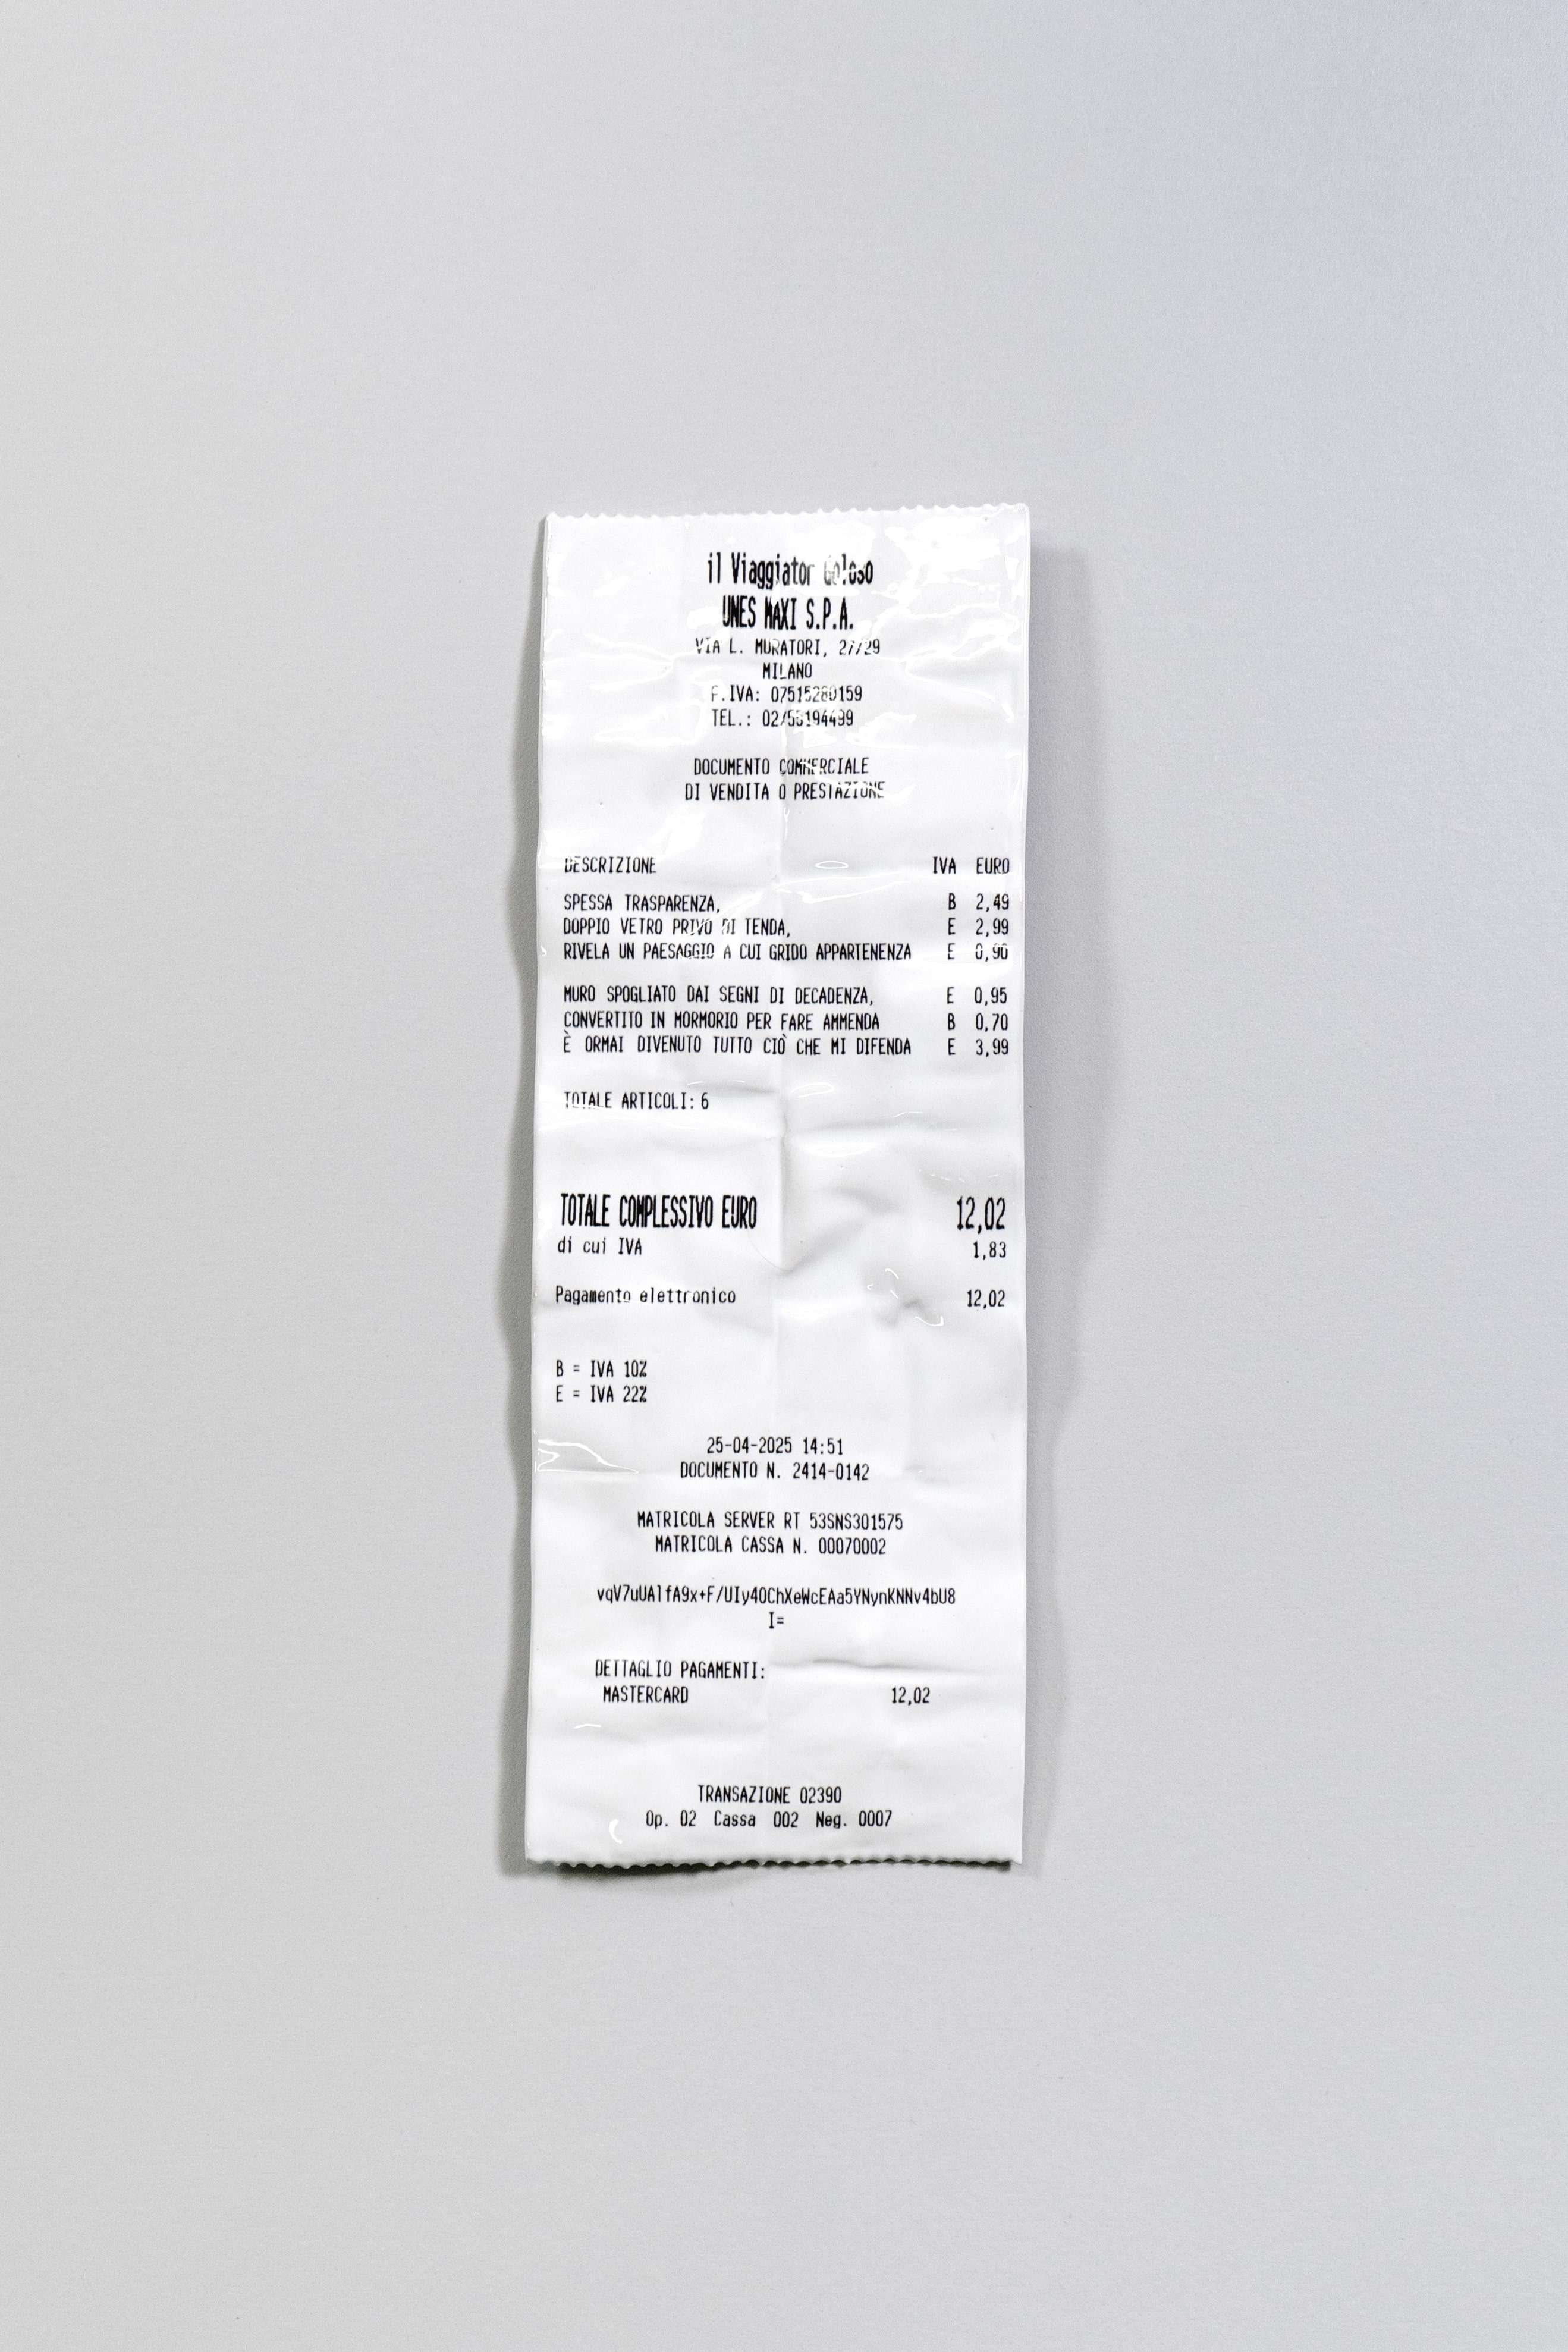 il Viaggiator Goloso
UNES MAXI S.P.A.
VIA L. MURATORI, 27/29
MILANO
P.IVA: 07515280159
TEL.: 02/55194499
DOCUMENTO COMMERCIALE
DI VENDITA O PRESTAZIONE
DESCRIZIONE IVA EURO
SPESSA TRASPARENZA, B 2,49
DOPPIO VETRO PRIVO DI TENDA, E 2,99
RIVELA UN PAESAGGIO A CUI GRIDO APPARTENENZA E 0,90
MURO SPOGLIATO DAI SEGNI DI DECADENZA, E 0,95
CONVERTITO IN MORMORIO PER FARE AMMENDA B 0,70
È ORMAI DIVENUTO TUTTO CIÒ CHE MI DIFENDA E 3,99
TOTALE ARTICOLI: 6
TOTALE COMPLESSIVO EURO 12,02
di cui IVA 1,83
Pagamento elettronico 12,02
B = IVA 10%
E = IVA 22%
25-04-2025 14:51
DOCUMENTO N. 2414-0142
MATRICOLA SERVER RT 53SNS301575
MATRICOLA CASSA N. 00070002
vqV7uUAlfA9x+F/UIy4OChXeWcEAa5YNynKNNv4bU8
I=
DETTAGLIO PAGAMENTI:
MASTERCARD 12,02
TRANSAZIONE 02390
Op. 02 Cassa 002 Neg. 0007